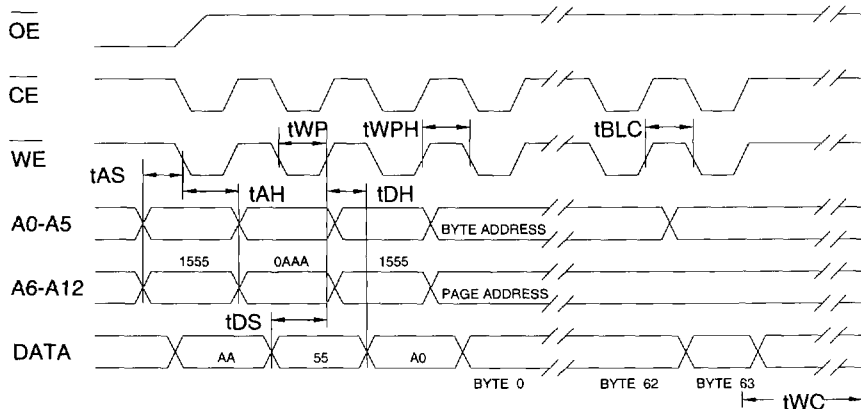 OE
CE
tWP tWPH tBLC
WE
tAS
tAH tDH
A0-A5 BYTE ADDRESS
1555 0AAA 1555
A6-A12 PAGE ADDRESS
tDS
DATA AA 55 A0
BYTE 0 BYTE 62 BYTE 63
tWC